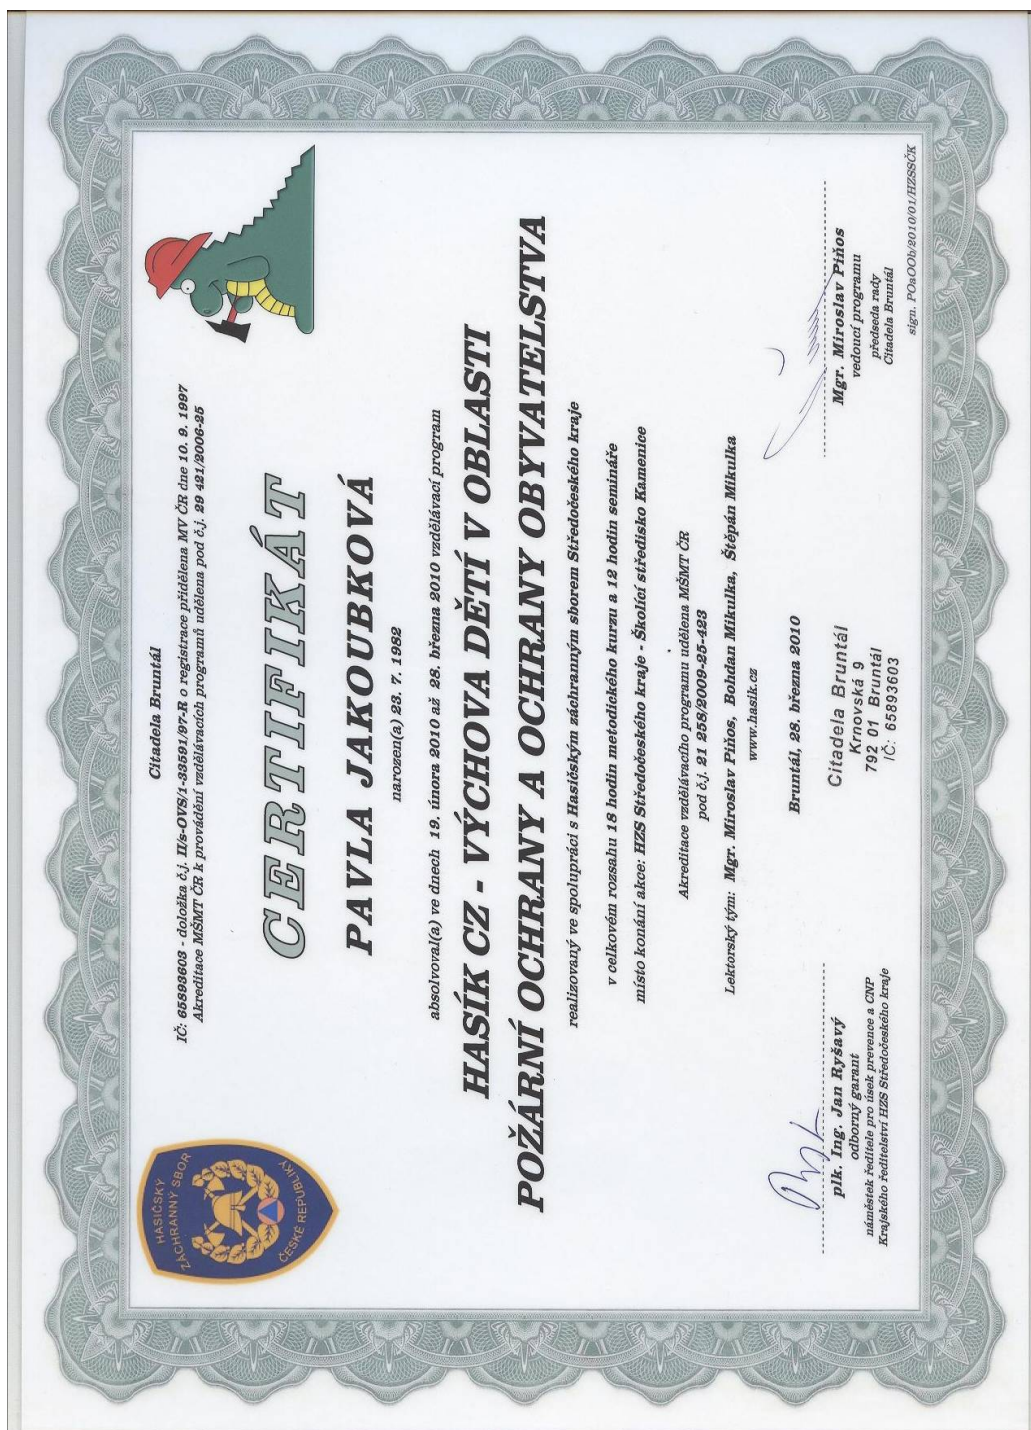 HASIČSKÝ
ZÁCHRANNÝ SBOR
ČESKÉ REPUBLIKY
Citadela Bruntál
IČ: 65893603 - doložka č.j. II/s-OVS/1-33591/97-R o registrace přidělena MV ČR dne 10. 9. 1997
Akreditace MŠMT ČR k provádění vzdělávacích programů udělena pod č.j. 29 421/2006-25
CERTIFIKÁT
PAVLA JAKOUBKOVÁ
narozen(a) 23. 7. 1982
absolvoval(a) ve dnech 19. února 2010 až 28. března 2010 vzdělávací program
HASÍK CZ - VÝCHOVA DĚTÍ V OBLASTI
POŽÁRNÍ OCHRANY A OCHRANY OBYVATELSTVA
realizovaný ve spolupráci s Hasičským záchranným sborem Středočeského kraje
v celkovém rozsahu 18 hodin metodického kurzu a 12 hodin semináře
místo konání akce: HZS Středočeského kraje - Školící středisko Kamenice
Akreditace vzdělávacího programu udělena MŠMT ČR
pod č.j. 21 258/2009-25-423
Lektorský tým: Mgr. Miroslav Piňos, Bohdan Mikulka, Štěpán Mikulka
www.hasik.cz
Bruntál, 28. března 2010
plk. Ing. Jan Ryšavý
odborný garant
náměstek ředitele pro úsek prevence a CNP
Krajského ředitelství HZS Středočeského kraje
Citadela Bruntál
Krnovská 9
792 01 Bruntál
IČ: 65893603
Mgr. Miroslav Piňos
vedoucí programu
předseda rady
Citadela Bruntál
sign. POaOOb/2010/01/HZSSČK